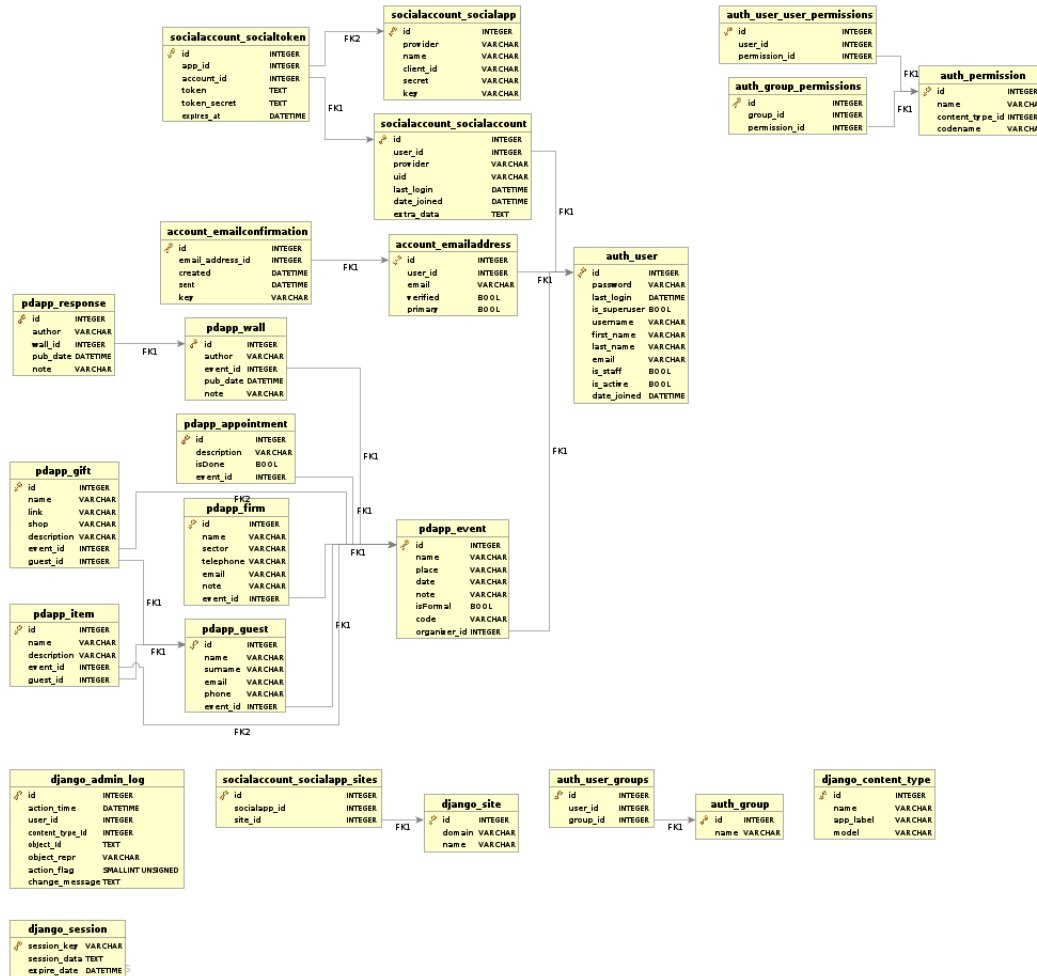 socialaccount_socialtoken
id INTEGER
app_id INTEGER
account_id INTEGER
token TEXT
token_secret TEXT
expires_at DATETIME
FK2
FK1
socialaccount_socialapp
id INTEGER
provider VARCHAR
name VARCHAR
client_id VARCHAR
secret VARCHAR
key VARCHAR
auth_user_user_permissions
id INTEGER
user_id INTEGER
permission_id INTEGER
FK1
auth_group_permissions
id INTEGER
group_id INTEGER
permission_id INTEGER
FK1
auth_permission
id INTEGER
name VARCHA
content_type_id INTEGER
codename VARCHA
socialaccount_socialaccount
id INTEGER
user_id INTEGER
provider VARCHAR
uid VARCHAR
last_login DATETIME
date_joined DATETIME
extra_data TEXT
FK1
account_emailconfirmation
id INTEGER
email_address_id INTEGER
created DATETIME
sent DATETIME
key VARCHAR
FK1
account_emailaddress
id INTEGER
user_id INTEGER
email VARCHAR
verified BOOL
primary BOOL
FK1
auth_user
id INTEGER
password VARCHAR
last_login DATETIME
is_superuser BOOL
username VARCHAR
first_name VARCHAR
last_name VARCHAR
email VARCHAR
is_staff BOOL
is_active BOOL
date_joined DATETIME
pdapp_response
id INTEGER
author VARCHAR
wall_id INTEGER
pub_date DATETIME
note VARCHAR
FK1
pdapp_wall
id INTEGER
author VARCHAR
event_id INTEGER
pub_date DATETIME
note VARCHAR
FK1
pdapp_appointment
id INTEGER
description VARCHAR
isDone BOOL
event_id INTEGER
FK1
pdapp_gift
id INTEGER
name VARCHAR
link VARCHAR
shop VARCHAR
description VARCHAR
event_id INTEGER
guest_id INTEGER
FK2
FK1
pdapp_firm
id INTEGER
name VARCHAR
sector VARCHAR
telephone VARCHAR
email VARCHAR
note VARCHAR
event_id INTEGER
FK1
pdapp_event
id INTEGER
name VARCHAR
place VARCHAR
date VARCHAR
note VARCHAR
isFormal BOOL
code VARCHAR
organiser_id INTEGER
FK1
pdapp_item
id INTEGER
name VARCHAR
description VARCHAR
event_id INTEGER
guest_id INTEGER
FK1
FK2
pdapp_guest
id INTEGER
name VARCHAR
surname VARCHAR
email VARCHAR
phone VARCHAR
event_id INTEGER
FK1
django_admin_log
id INTEGER
action_time DATETIME
user_id INTEGER
content_type_id INTEGER
object_id TEXT
object_repr VARCHAR
action_flag SMALLINT UNSIGNED
change_message TEXT
socialaccount_socialapp_sites
id INTEGER
socialapp_id INTEGER
site_id INTEGER
FK1
django_site
id INTEGER
domain VARCHAR
name VARCHAR
auth_user_groups
id INTEGER
user_id INTEGER
group_id INTEGER
FK1
auth_group
id INTEGER
name VARCHAR
django_content_type
id INTEGER
name VARCHAR
app_label VARCHAR
model VARCHAR
django_session
session_key VARCHAR
session_data TEXT
expire_date DATETIME